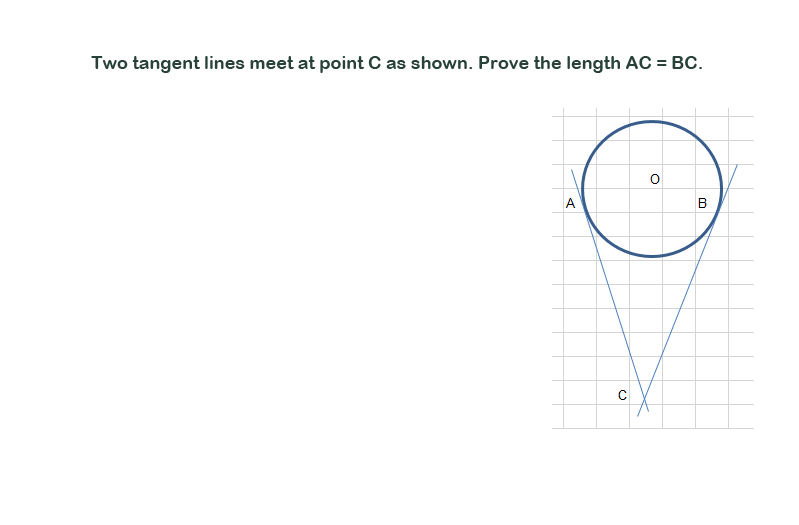 Two tangent lines meet at point C as shown. Prove the length AC = BC.
O
A
B
C